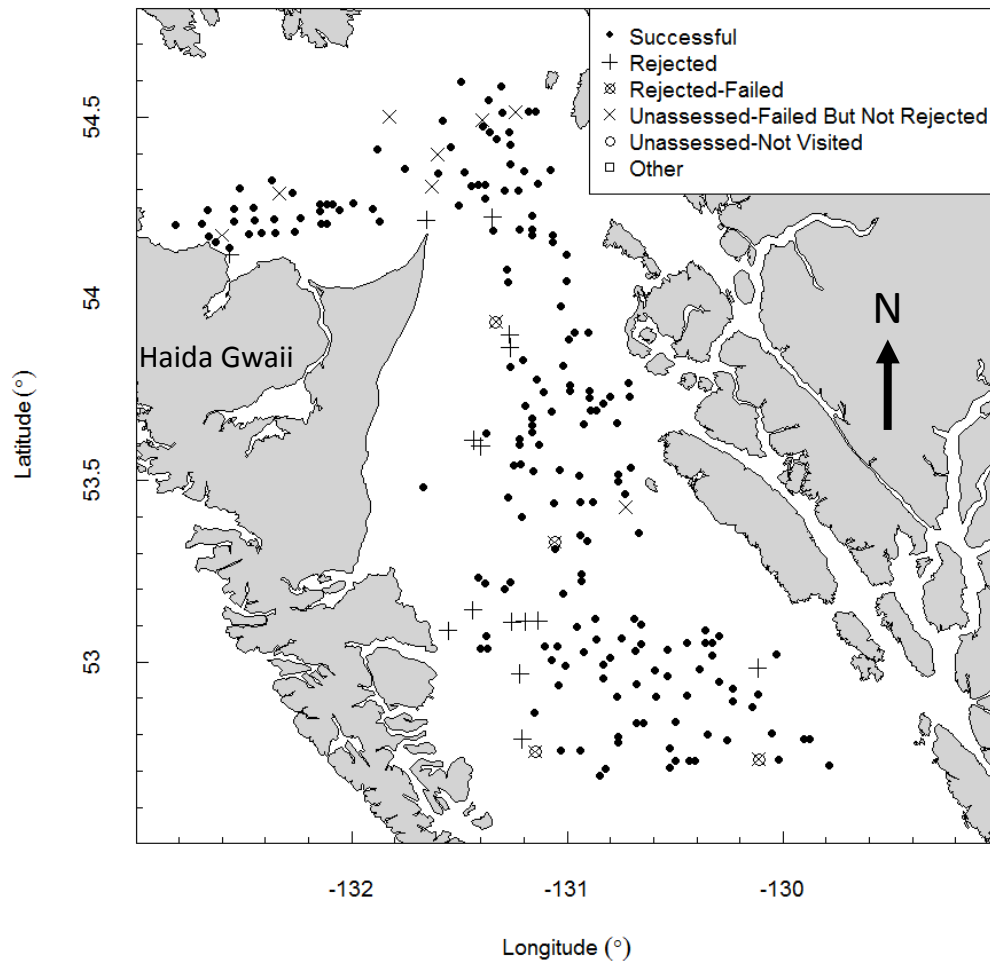 Successful
Rejected
Rejected-Failed
Unassessed-Failed But Not Rejected
Unassessed-Not Visited
Other
54.5
54
53.5
53
Latitude (°)
Haida Gwaii
N
-132
-131
-130
Longitude (°)